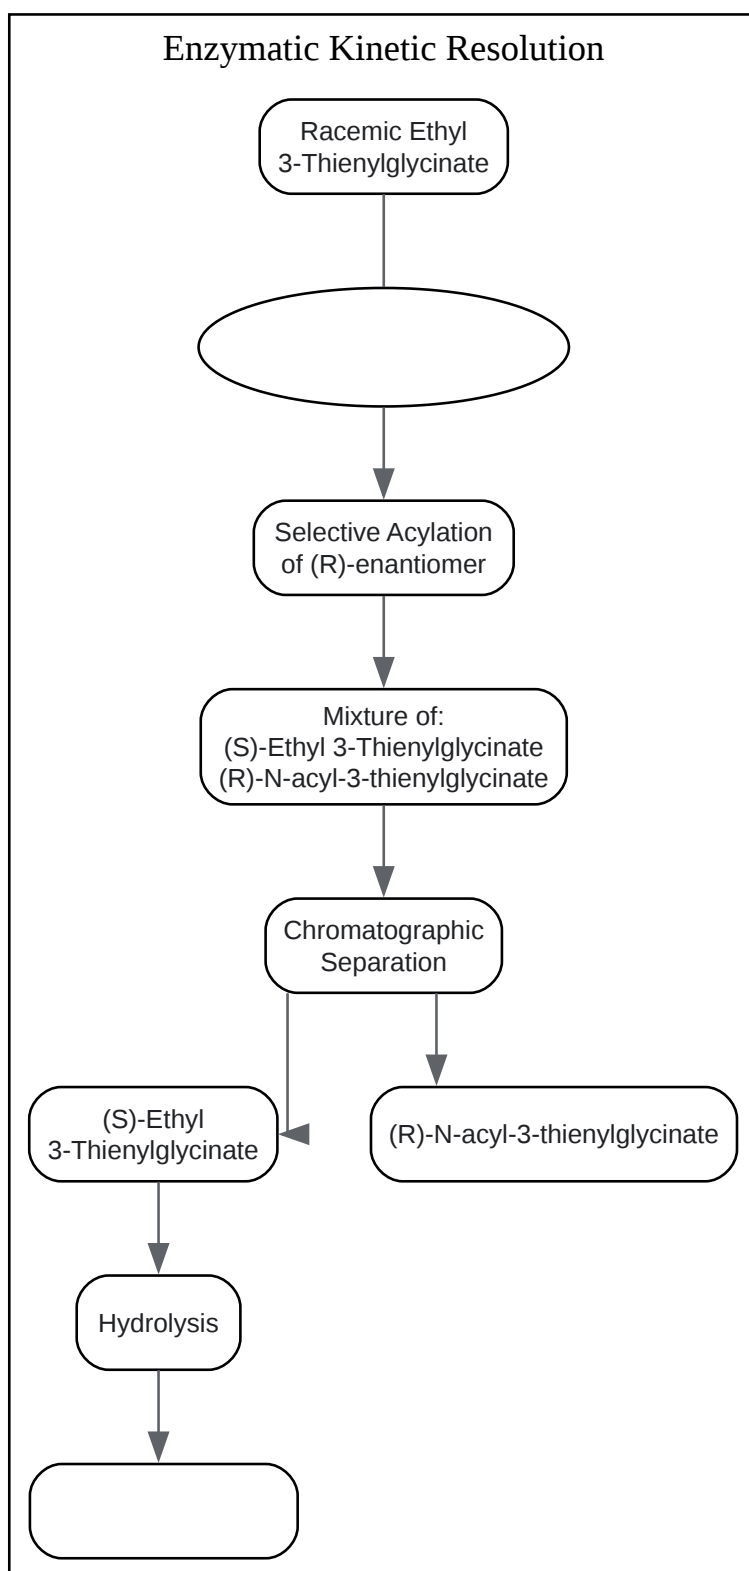 Enzymatic Kinetic Resolution
Racemic Ethyl
3-Thienylglycinate
Selective Acylation
of (R)-enantiomer
Mixture of:
(S)-Ethyl 3-Thienylglycinate
(R)-N-acyl-3-thienylglycinate
Chromatographic
Separation
(S)-Ethyl
3-Thienylglycinate
(R)-N-acyl-3-thienylglycinate
Hydrolysis